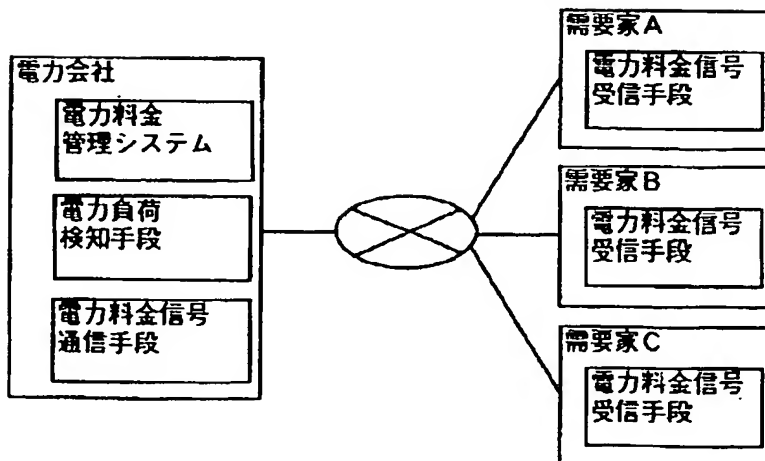 電力会社
電力料金
管理システム
電力負荷
検知手段
電力料金信号
通信手段
需要家A
電力料金信号
受信手段
需要家B
電力料金信号
受信手段
需要家C
電力料金信号
受信手段